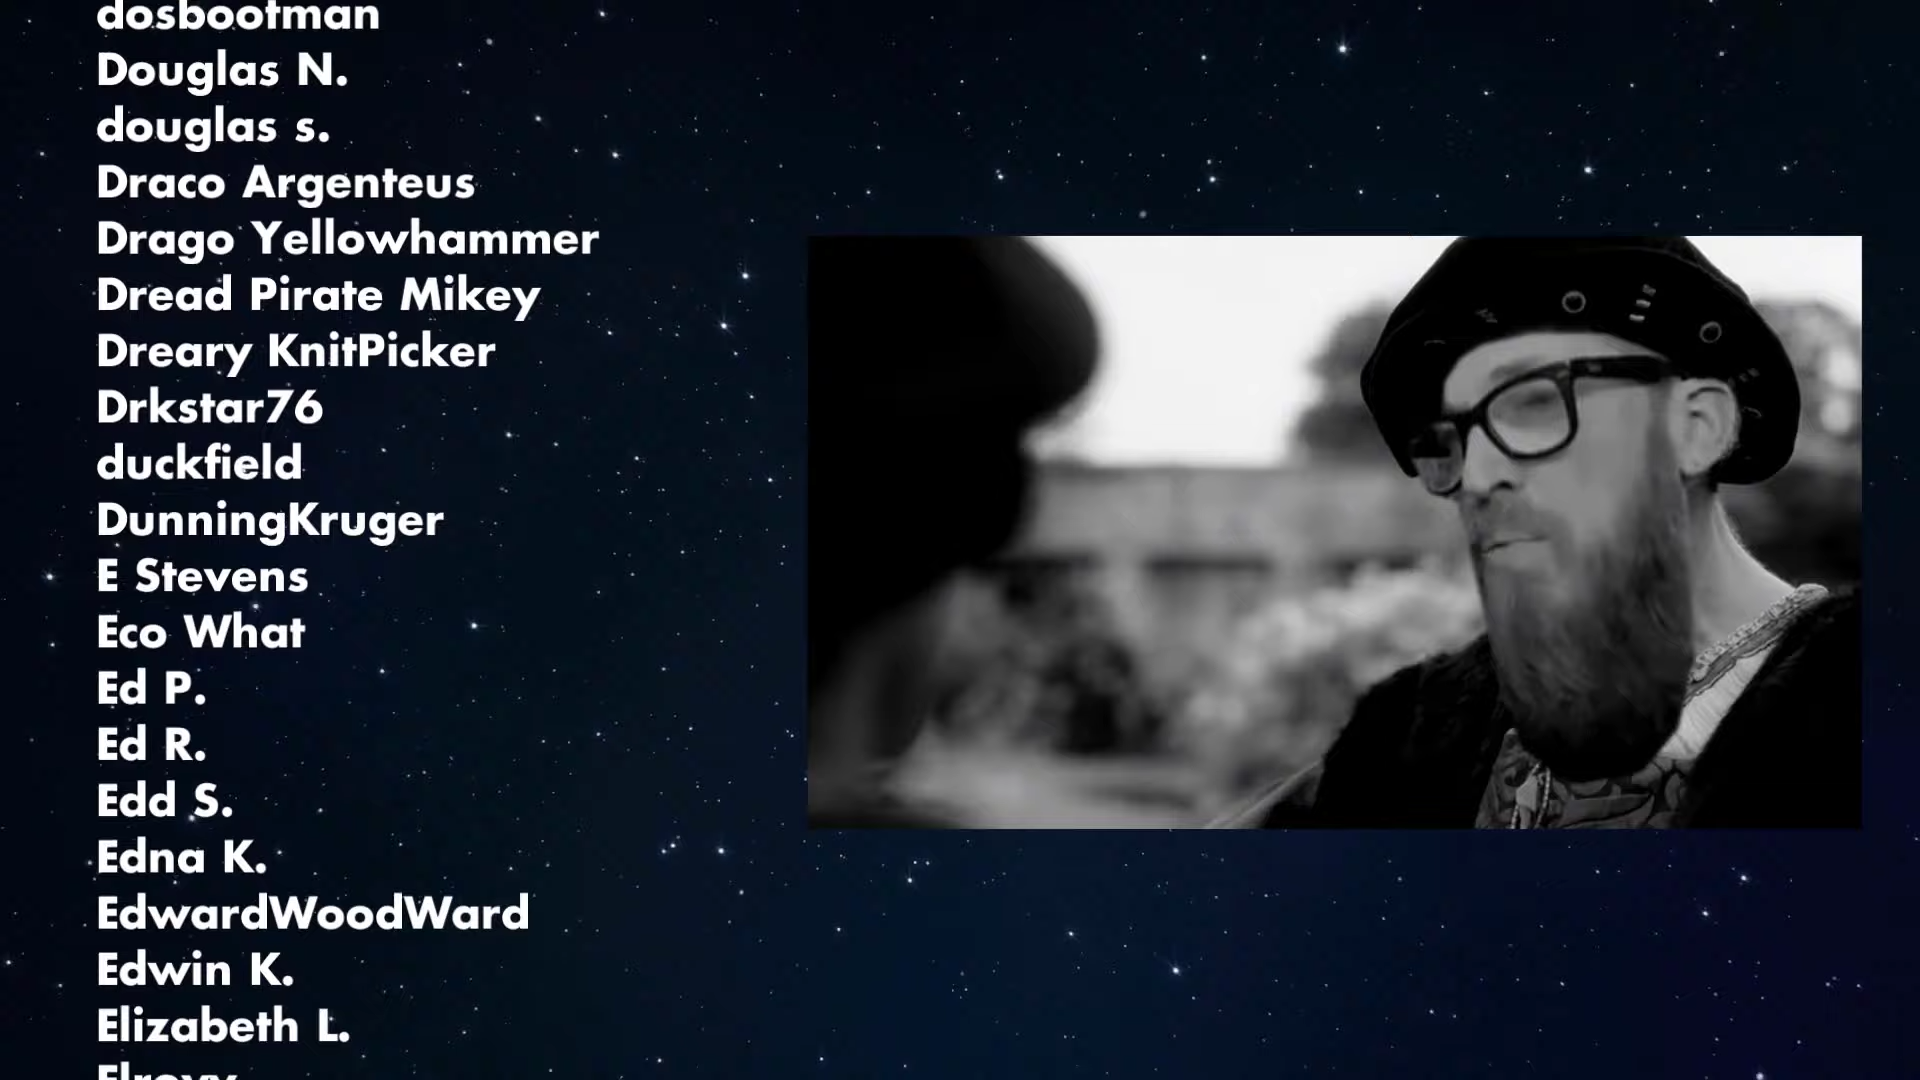 dosbootman
Douglas N.
douglas s.
Draco Argenteus
Drago Yellowhammer
Dread Pirate Mikey
Dreary KnitPicker
Drkstar76
duckfield
DunningKruger
E Stevens
Eco What
Ed P.
Ed R.
Edd S.
Edna K.
EdwardWoodWard
Edwin K.
Elizabeth L.